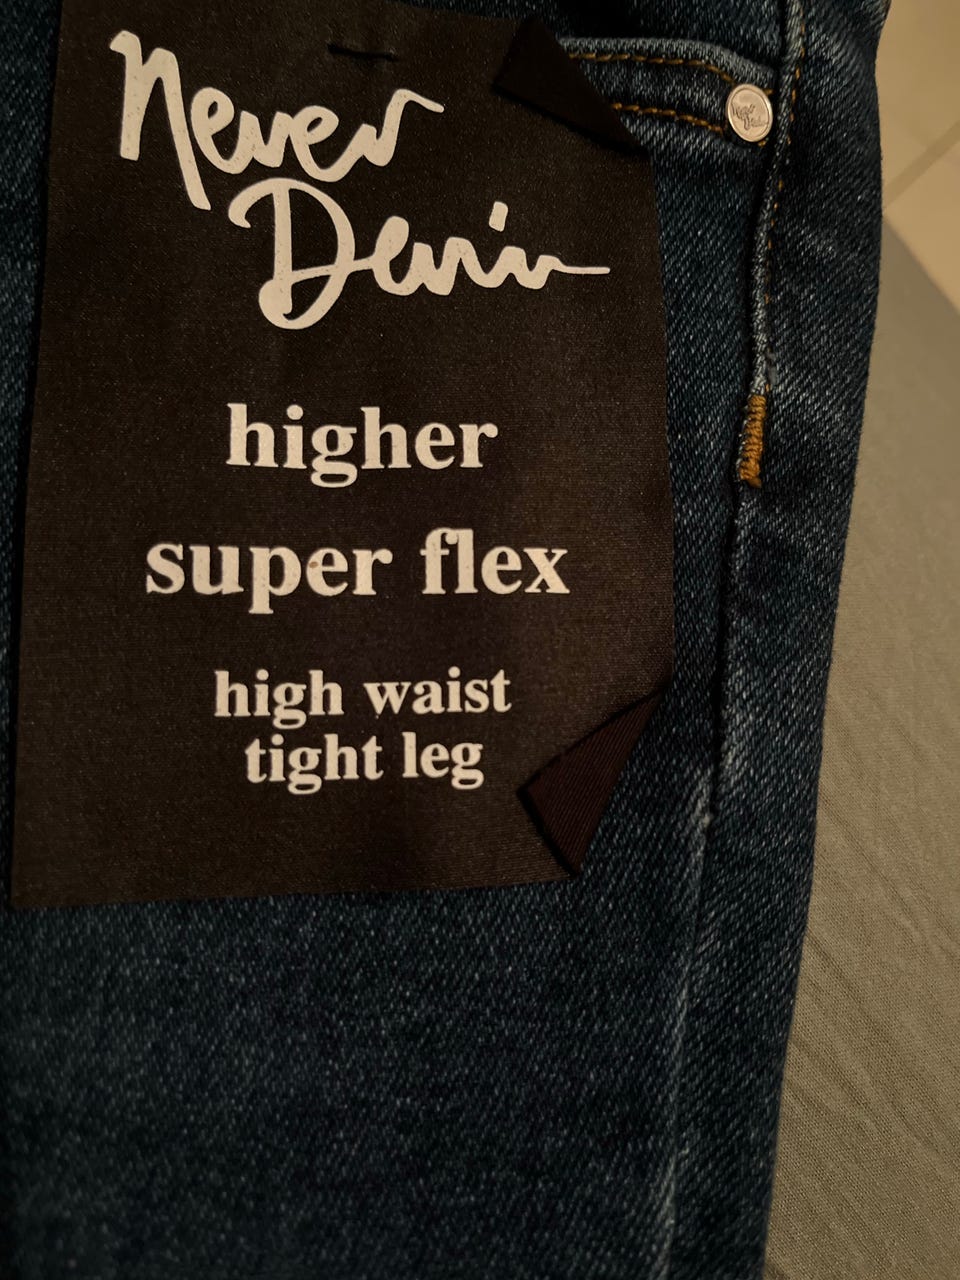 Never
Denim
higher
super flex
high waist
tight leg